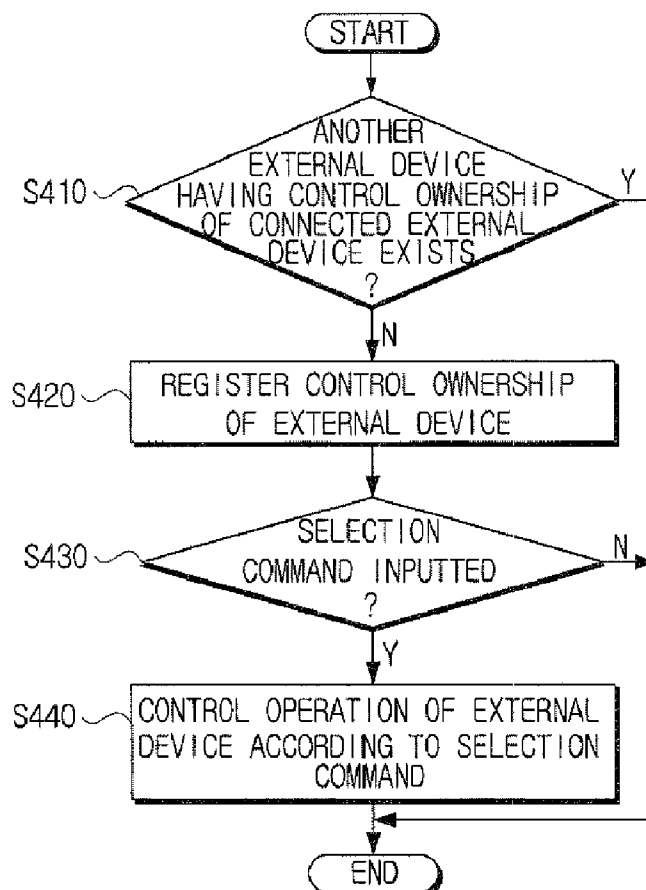 START
ANOTHER
EXTERNAL DEVICE
HAVING CONTROL OWNERSHIP
OF CONNECTED EXTERNAL
DEVICE EXISTS
?
S410
Y
N
S420
REGISTER CONTROL OWNERSHIP
OF EXTERNAL DEVICE
SELECTION
COMMAND INPUTTED
?
S430
N
Y
S440
CONTROL OPERATION OF EXTERNAL
DEVICE ACCORDING TO SELECTION
COMMAND
END